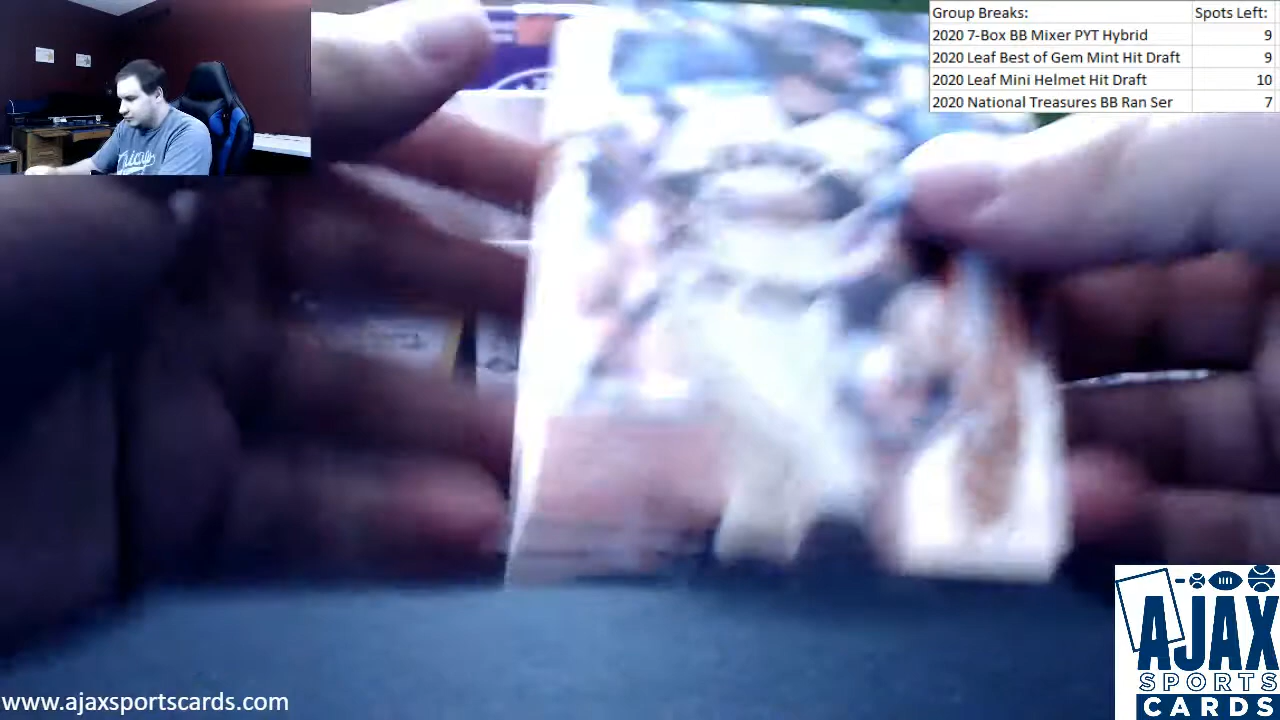 Group Breaks: Spots Left:
2020 7-Box BB Mixer PYT Hybrid 9
2020 Leaf Best of Gem Mint Hit Draft 9
2020 Leaf Mini Helmet Hit Draft 10
2020 National Treasures BB Ran Ser 7
AJAX
SPORTS
CARDS
www.ajaxsportscards.com